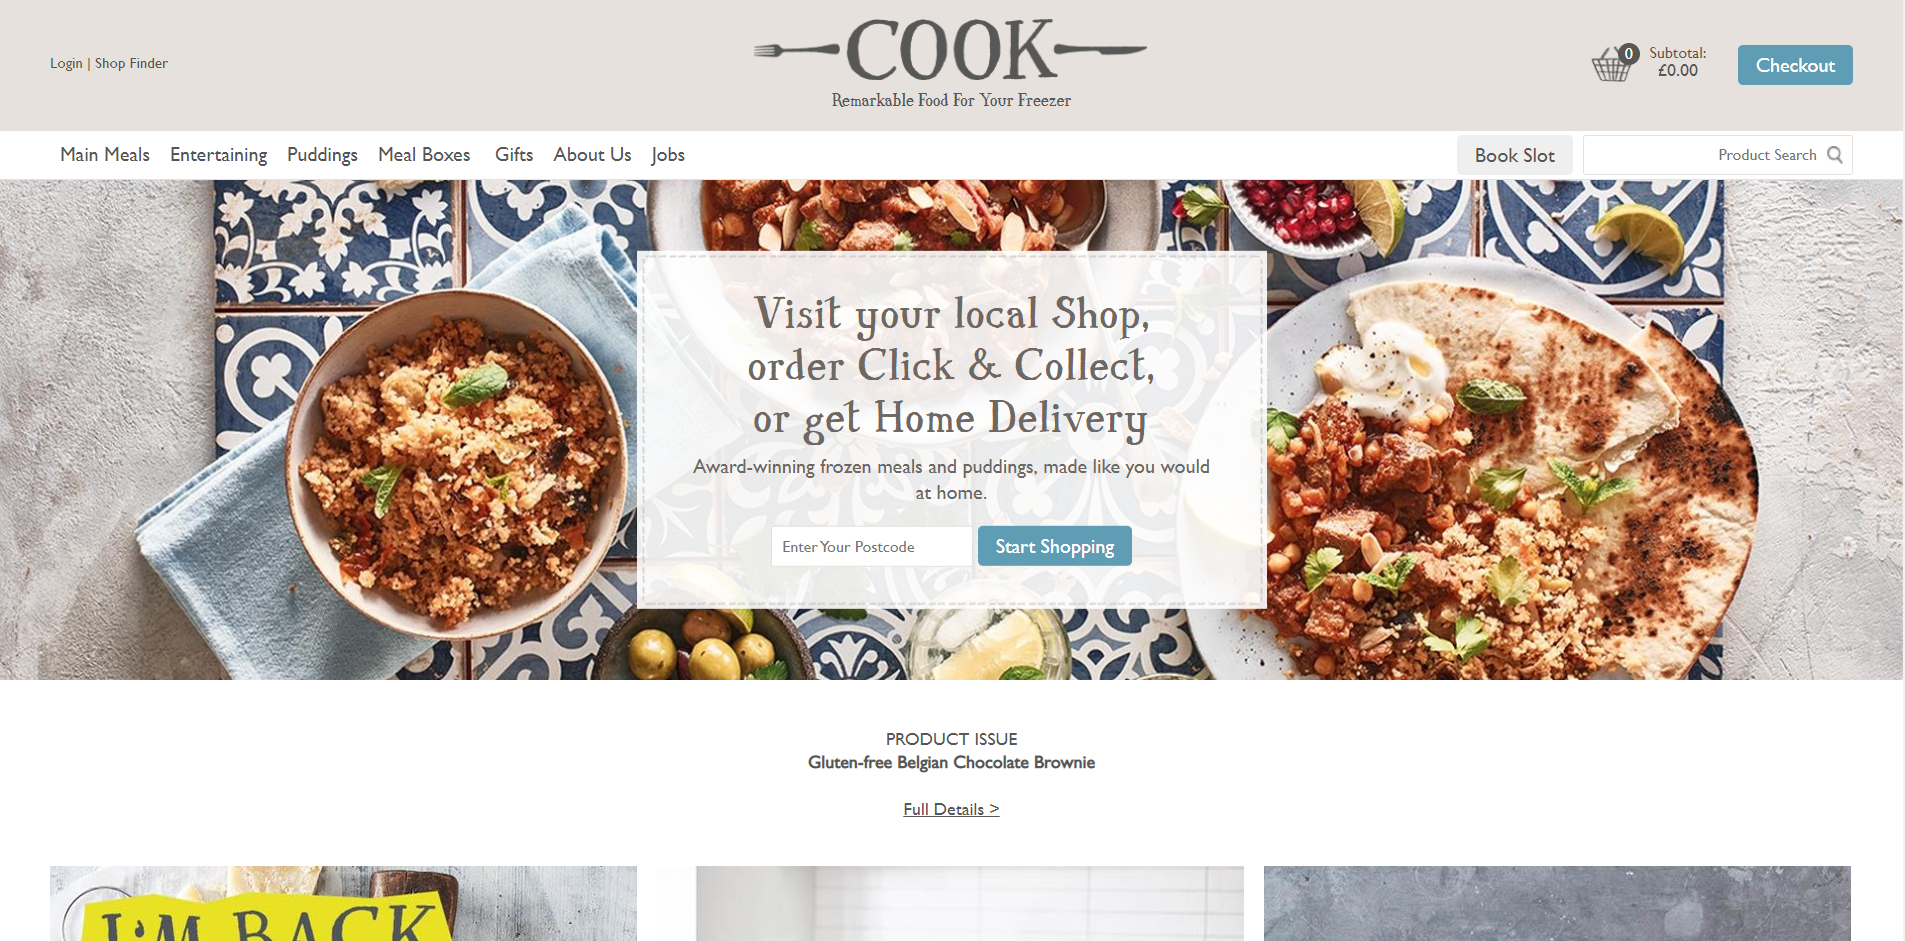 Login | Shop Finder
COOK
Remarkable Food For Your Freezer
0
Subtotal:
£0.00
Checkout
Main Meals
Entertaining
Puddings
Meal Boxes
Gifts
About Us
Jobs
Book Slot
Product Search
Visit your local Shop,
order Click & Collect,
or get Home Delivery
Award-winning frozen meals and puddings, made like you would
at home.
Enter Your Postcode
Start Shopping
PRODUCT ISSUE
Gluten-free Belgian Chocolate Brownie
Full Details >
I'M BACK